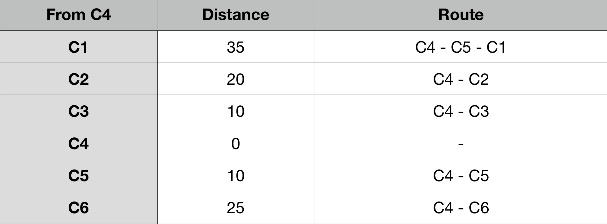 From C4 Distance Route
C1 35 C4 - C5 - C1
C2 20 C4 - C2
C3 10 C4 - C3
C4 0 -
C5 10 C4 - C5
C6 25 C4 - C6